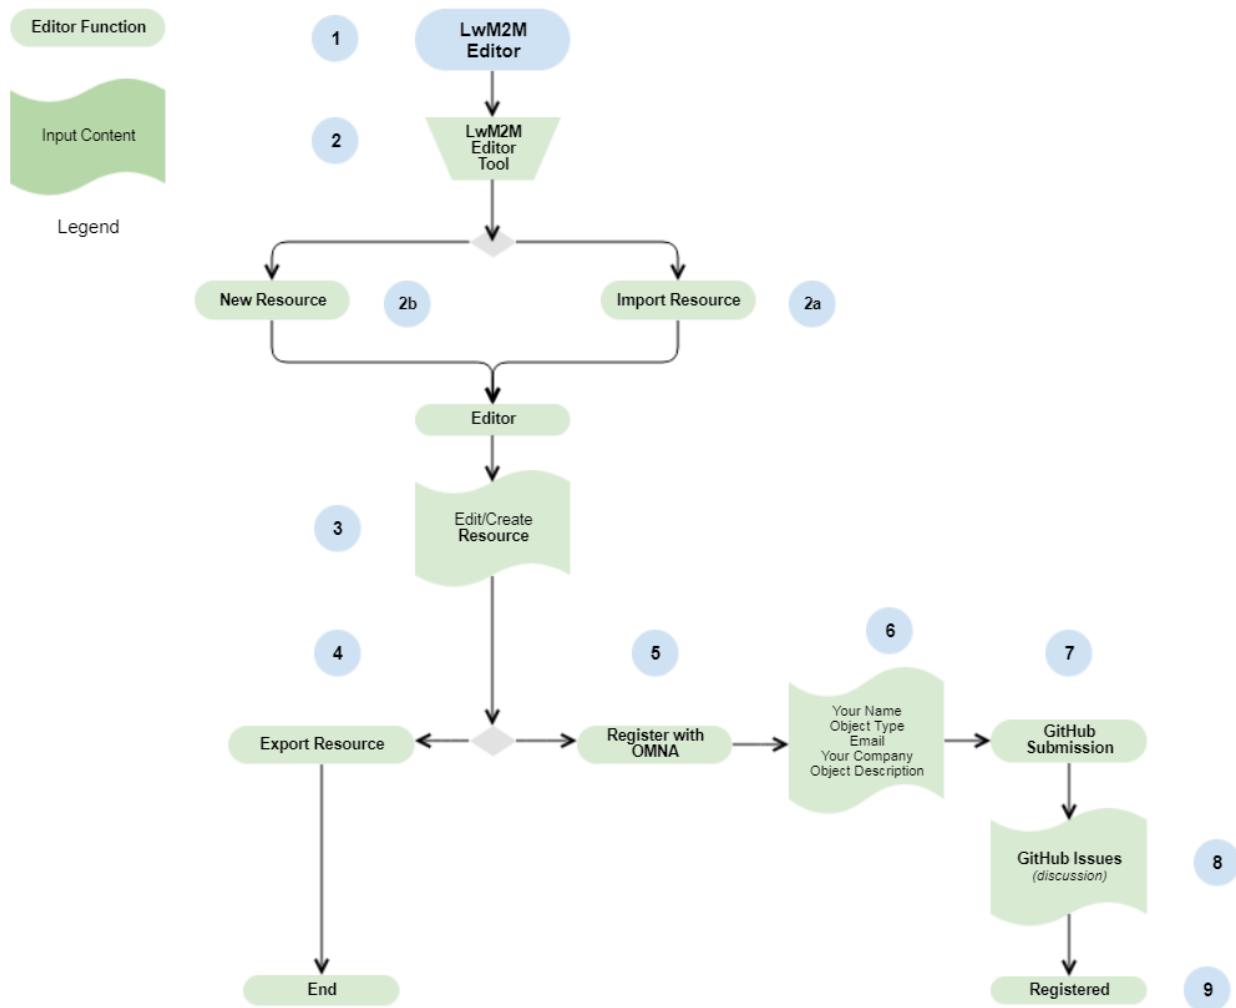 Editor Function
Input Content
Legend
1
LwM2M
Editor
2
LwM2M
Editor
Tool
New Resource
2b
Import Resource
2a
Editor
3
Edit/Create
Resource
4
5
6
7
Export Resource
Register with
OMNA
Your Name
Object Type
Email
Your Company
Object Description
GitHub
Submission
GitHub Issues
(discussion)
8
End
Registered
9